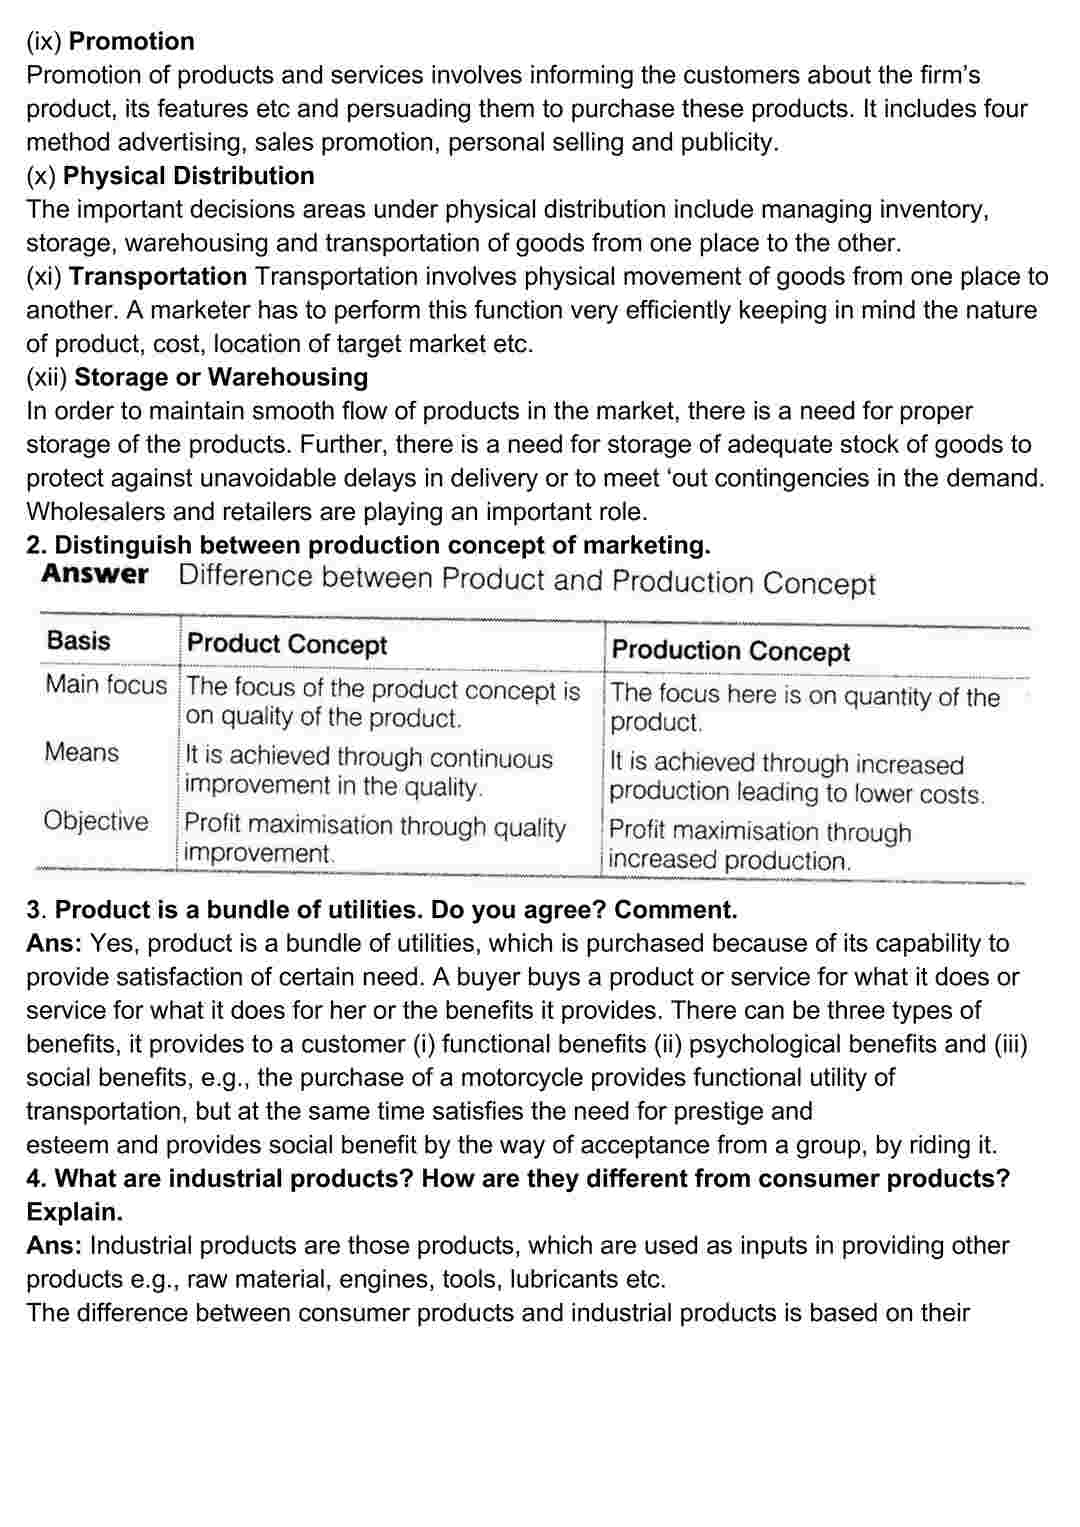 (ix) Promotion
Promotion of products and services involves informing the customers about the firm’s
product, its features etc and persuading them to purchase these products. It includes four
method advertising, sales promotion, personal selling and publicity.
(x) Physical Distribution
The important decisions areas under physical distribution include managing inventory,
storage, warehousing and transportation of goods from one place to the other.
(xi) Transportation Transportation involves physical movement of goods from one place to
another. A marketer has to perform this function very efficiently keeping in mind the nature
of product, cost, location of target market etc.
(xii) Storage or Warehousing
In order to maintain smooth flow of products in the market, there is a need for proper
storage of the products. Further, there is a need for storage of adequate stock of goods to
protect against unavoidable delays in delivery or to meet ‘out contingencies in the demand.
Wholesalers and retailers are playing an important role.
2. Distinguish between production concept of marketing.
Answer Difference between Product and Production Concept
Basis Product Concept Production Concept
Main focus The focus of the product concept is The focus here is on quantity of the
on quality of the product. product.
Means It is achieved through continuous It is achieved through increased
improvement in the quality. production leading to lower costs.
Objective Profit maximisation through quality Profit maximisation through
improvement. increased production.
3. Product is a bundle of utilities. Do you agree? Comment.
Ans: Yes, product is a bundle of utilities, which is purchased because of its capability to
provide satisfaction of certain need. A buyer buys a product or service for what it does or
service for what it does for her or the benefits it provides. There can be three types of
benefits, it provides to a customer (i) functional benefits (ii) psychological benefits and (iii)
social benefits, e.g., the purchase of a motorcycle provides functional utility of
transportation, but at the same time satisfies the need for prestige and
esteem and provides social benefit by the way of acceptance from a group, by riding it.
4. What are industrial products? How are they different from consumer products?
Explain.
Ans: Industrial products are those products, which are used as inputs in providing other
products e.g., raw material, engines, tools, lubricants etc.
The difference between consumer products and industrial products is based on their